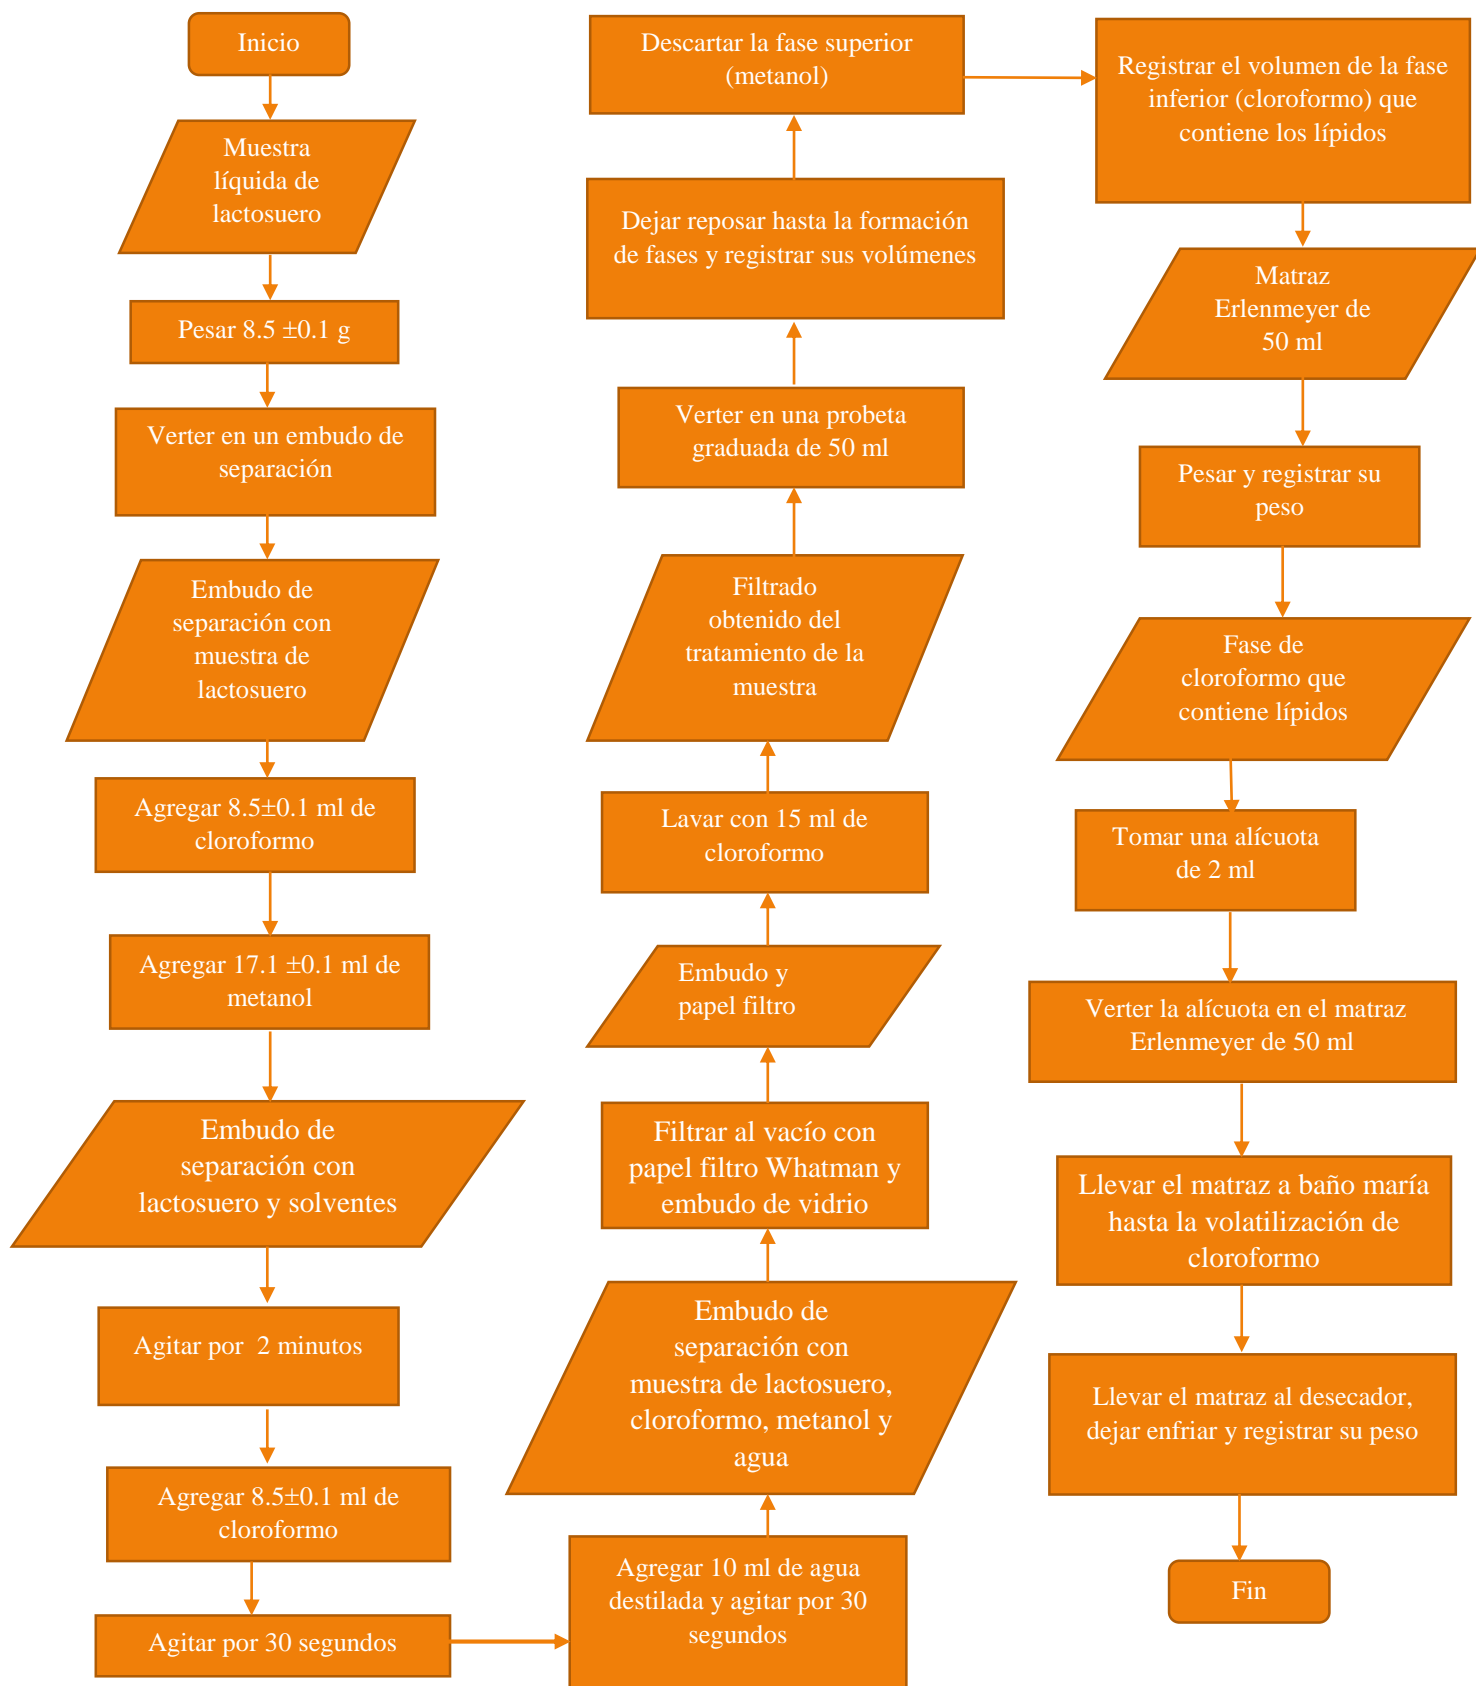 Inicio
Muestra
líquida de
lactosuero
Pesar 8.5 ±0.1 g
Verter en un embudo de
separación
Embudo de
separación con
muestra de
lactosuero
Agregar 8.5±0.1 ml de
cloroformo
Agregar 17.1 ±0.1 ml de
metanol
Embudo de
separación con
lactosuero y solventes
Agitar por 2 minutos
Agregar 8.5±0.1 ml de
cloroformo
Agitar por 30 segundos
Agregar 10 ml de agua
destilada y agitar por 30
segundos
Embudo de
separación con
muestra de lactosuero,
cloroformo, metanol y
agua
Filtrar al vacío con
papel filtro Whatman y
embudo de vidrio
Embudo y
papel filtro
Lavar con 15 ml de
cloroformo
Filtrado
obtenido del
tratamiento de la
muestra
Verter en una probeta
graduada de 50 ml
Dejar reposar hasta la formación
de fases y registrar sus volúmenes
Descartar la fase superior
(metanol)
Registrar el volumen de la fase
inferior (cloroformo) que
contiene los lípidos
Matraz
Erlenmeyer de
50 ml
Pesar y registrar su
peso
Fase de
cloroformo que
contiene lípidos
Tomar una alícuota
de 2 ml
Verter la alícuota en el matraz
Erlenmeyer de 50 ml
Llevar el matraz a baño maría
hasta la volatilización de
cloroformo
Llevar el matraz al desecador,
dejar enfriar y registrar su peso
Fin